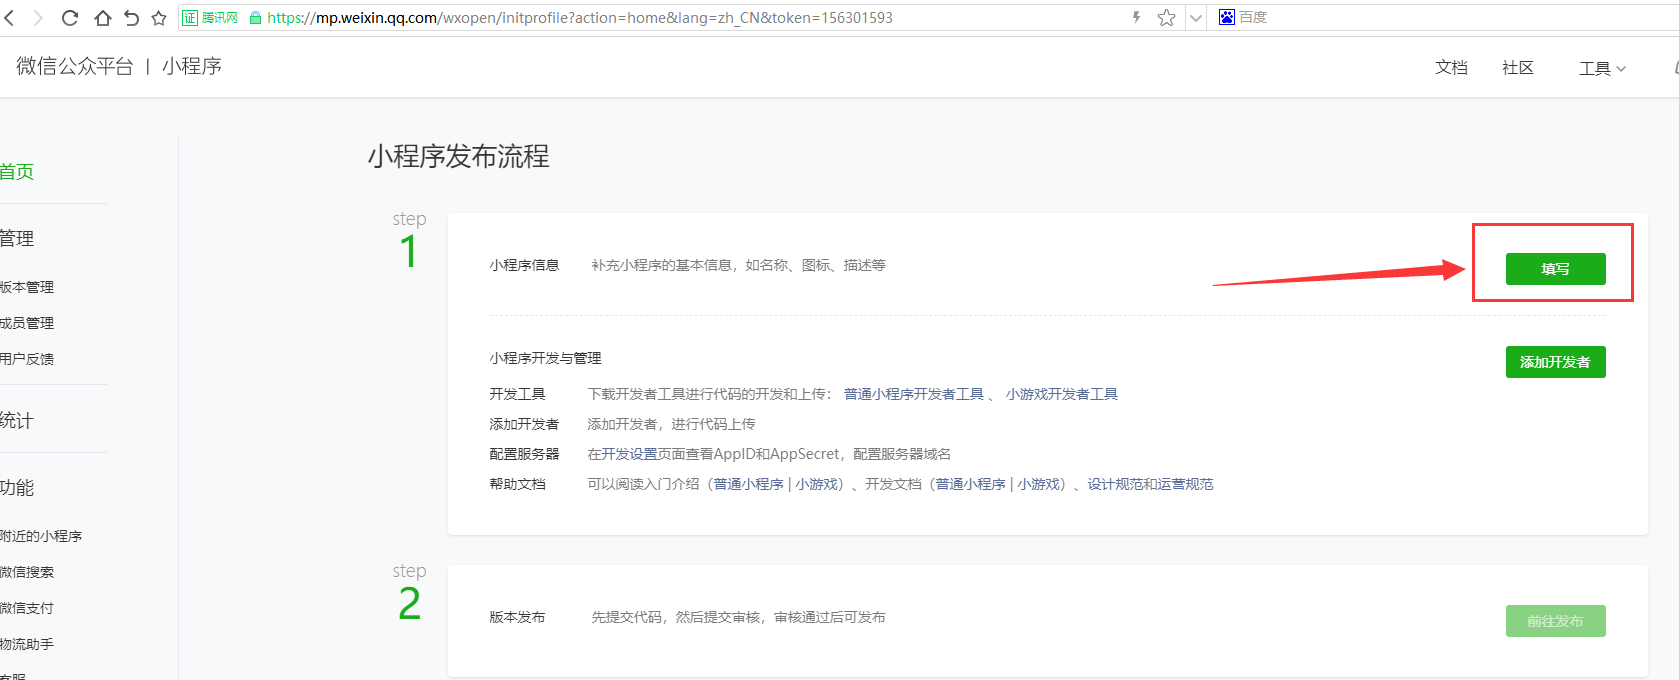 证 腾讯网 https://mp.weixin.qq.com/wxopen/initprofile?action=home&lang=zh_CN&token=156301593 百度
微信公众平台 | 小程序 文档 社区 工具
首页
管理
版本管理
成员管理
用户反馈
统计
功能
附近的小程序
微信搜索
微信支付
物流助手
客服
小程序发布流程
step
1
小程序信息 补充小程序的基本信息，如名称、图标、描述等 填写
小程序开发与管理 添加开发者
开发工具 下载开发者工具进行代码的开发和上传： 普通小程序开发者工具 、 小游戏开发者工具
添加开发者 添加开发者，进行代码上传
配置服务器 在开发设置页面查看AppID和AppSecret，配置服务器域名
帮助文档 可以阅读入门介绍（普通小程序 | 小游戏）、开发文档（普通小程序 | 小游戏）、设计规范和运营规范
step
2
版本发布 先提交代码，然后提交审核，审核通过后可发布 前往发布